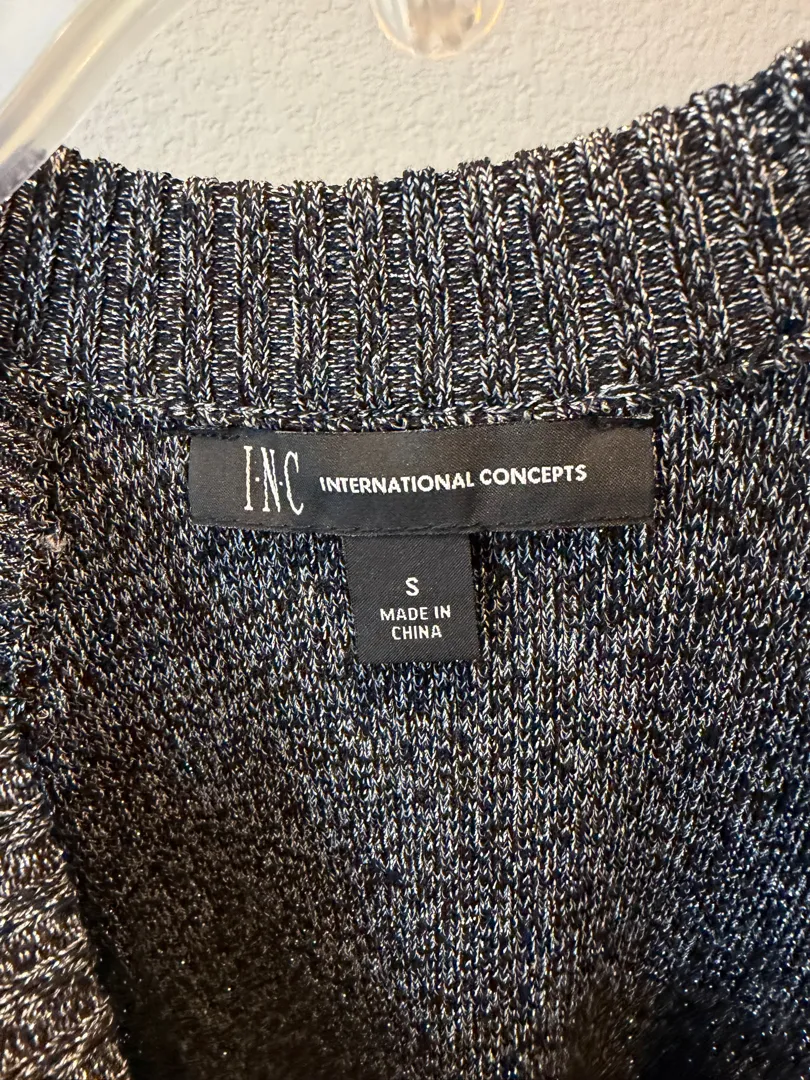 I·N·C INTERNATIONAL CONCEPTS
S
MADE IN
CHINA